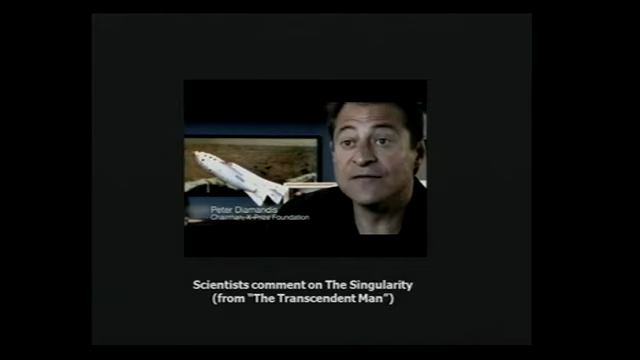 Peter Diamandis
Chairman, X-Prize Foundation
Scientists comment on The Singularity
(from “The Transcendent Man”)